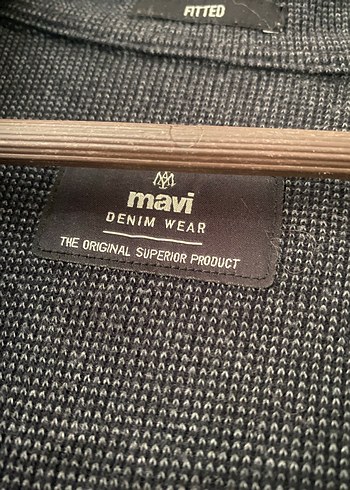 FITTED
mavi
DENIM WEAR
THE ORIGINAL SUPERIOR PRODUCT